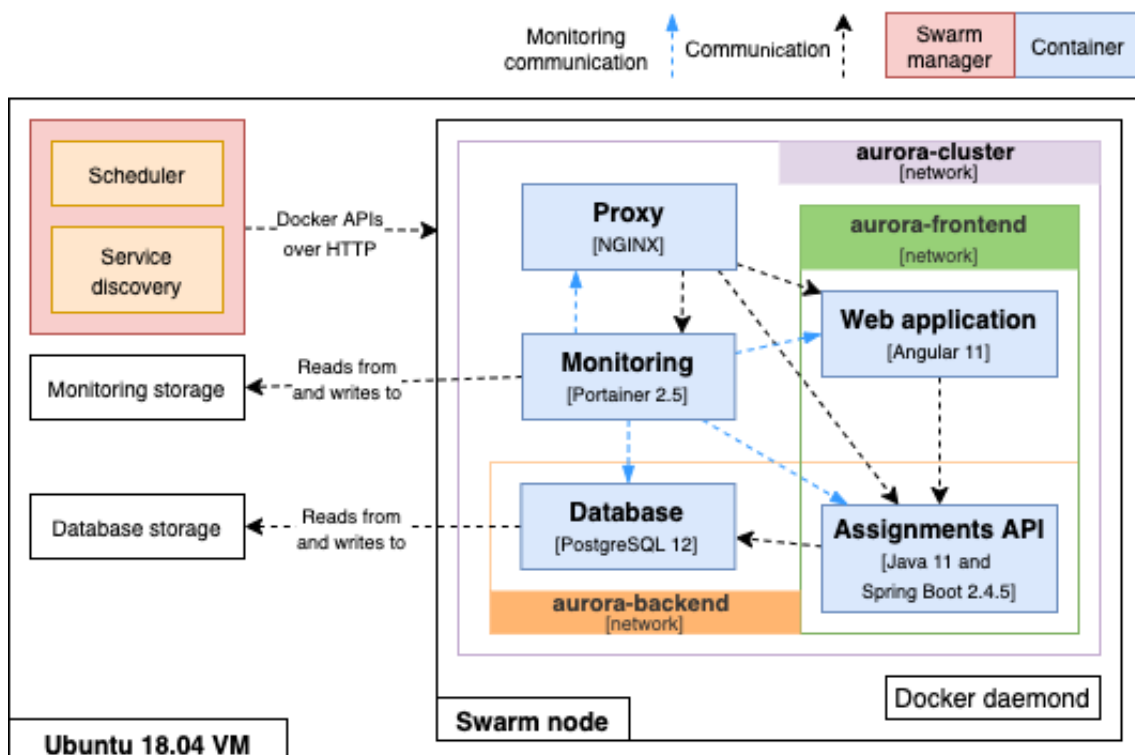 Monitoring
communication
Communication
Swarm
manager
Container
Scheduler
Service
discovery
Docker APIs
over HTTP
aurora-cluster
[network]
Proxy
[NGINX]
aurora-frontend
[network]
Web application
[Angular 11]
Monitoring
[Portainer 2.5]
Reads from
and writes to
Monitoring storage
Database
[PostgreSQL 12]
Reads from
and writes to
Database storage
Assignments API
[Java 11 and
Spring Boot 2.4.5]
aurora-backend
[network]
Docker daemond
Swarm node
Ubuntu 18.04 VM